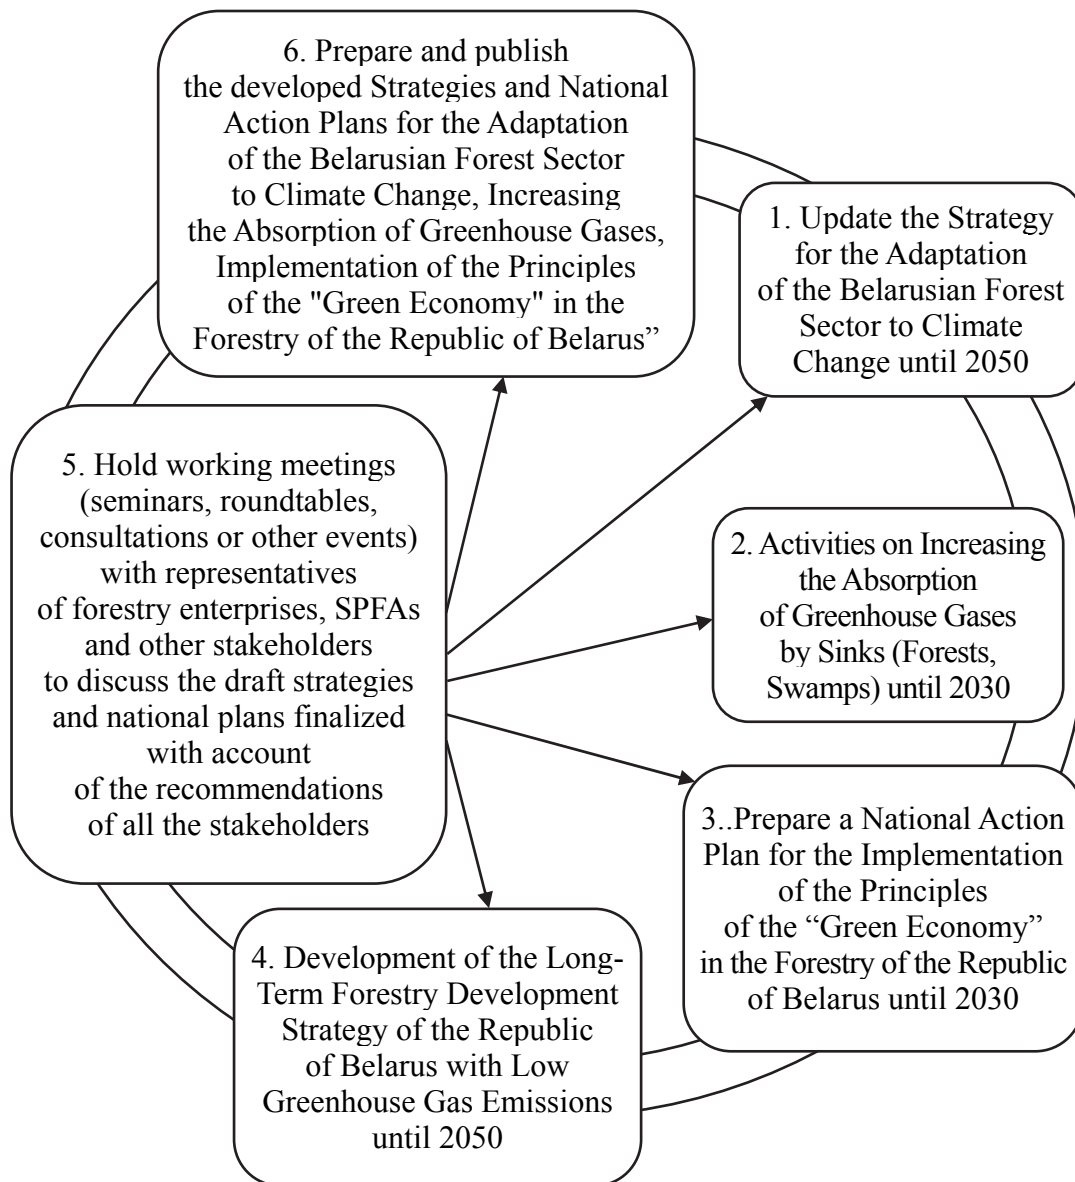 6. Prepare and publish
the developed Strategies and National
Action Plans for the Adaptation
of the Belarusian Forest Sector
to Climate Change, Increasing
the Absorption of Greenhouse Gases,
Implementation of the Principles
of the "Green Economy" in the
Forestry of the Republic of Belarus”
1. Update the Strategy
for the Adaptation
of the Belarusian Forest
Sector to Climate
Change until 2050
2. Activities on Increasing
the Absorption
of Greenhouse Gases
by Sinks (Forests,
Swamps) until 2030
3..Prepare a National Action
Plan for the Implementation
of the Principles
of the “Green Economy”
in the Forestry of the Republic
of Belarus until 2030
4. Development of the Long-
Term Forestry Development
Strategy of the Republic
of Belarus with Low
Greenhouse Gas Emissions
until 2050
5. Hold working meetings
(seminars, roundtables,
consultations or other events)
with representatives
of forestry enterprises, SPFAs
and other stakeholders
to discuss the draft strategies
and national plans finalized
with account
of the recommendations
of all the stakeholders